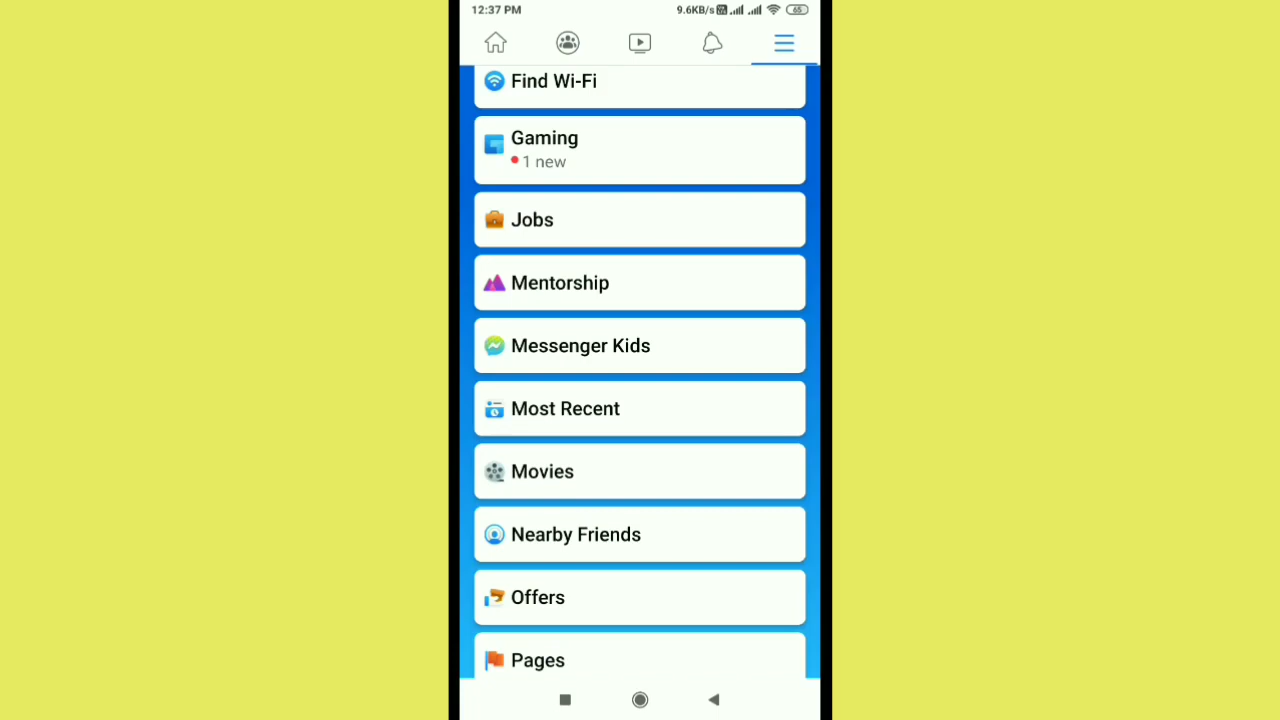 12:37 PM 9.6KB/s 65
Find Wi-Fi
Gaming
1 new
Jobs
Mentorship
Messenger Kids
Most Recent
Movies
Nearby Friends
Offers
Pages